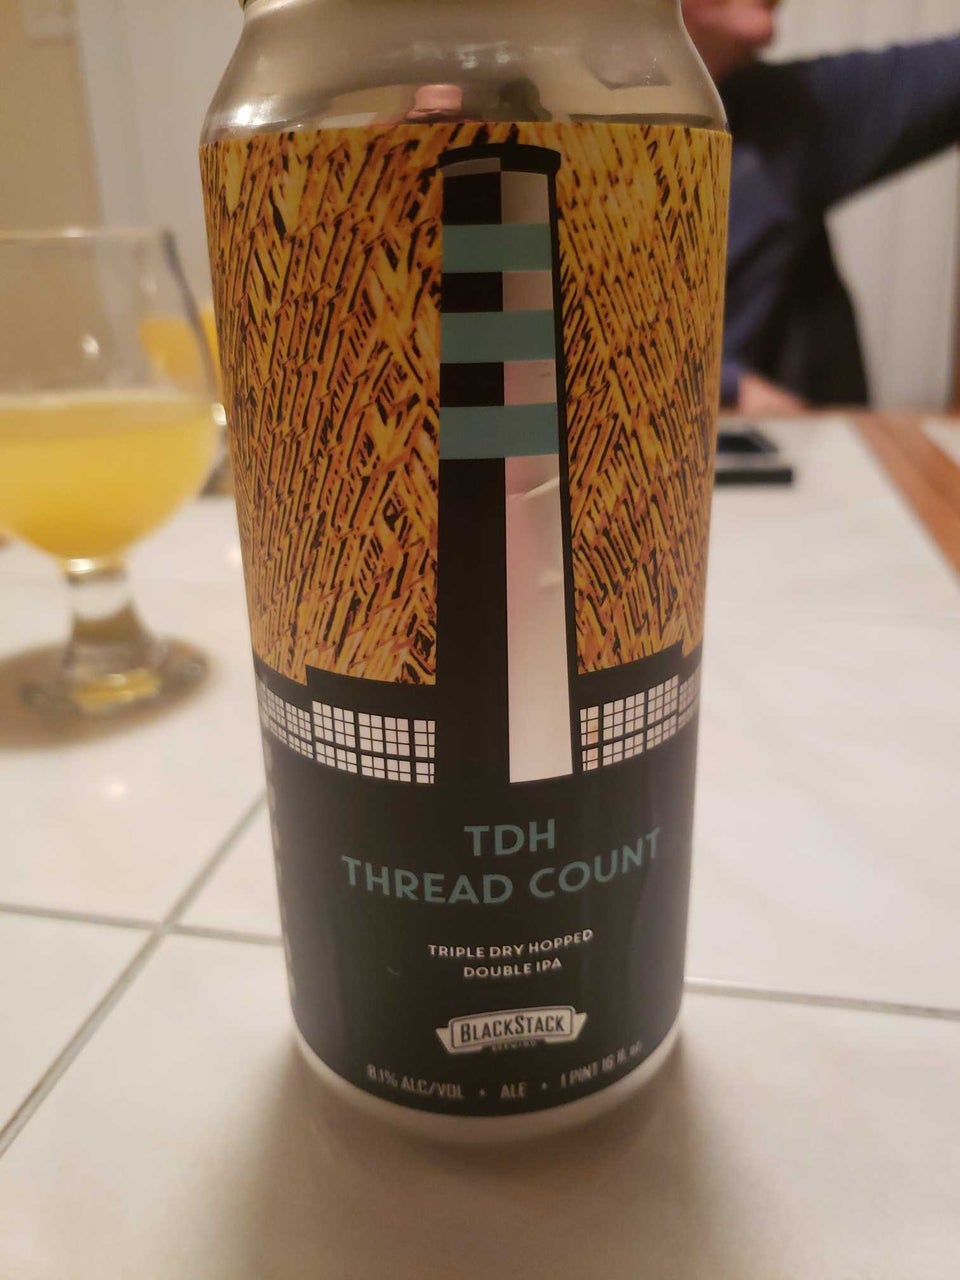 TDH
THREAD COUNT
TRIPLE DRY HOPPED
DOUBLE IPA
BLACKSTACK
BREWING
8.1% ALC/VOL • ALE • 1 PINT 16 fl. oz.